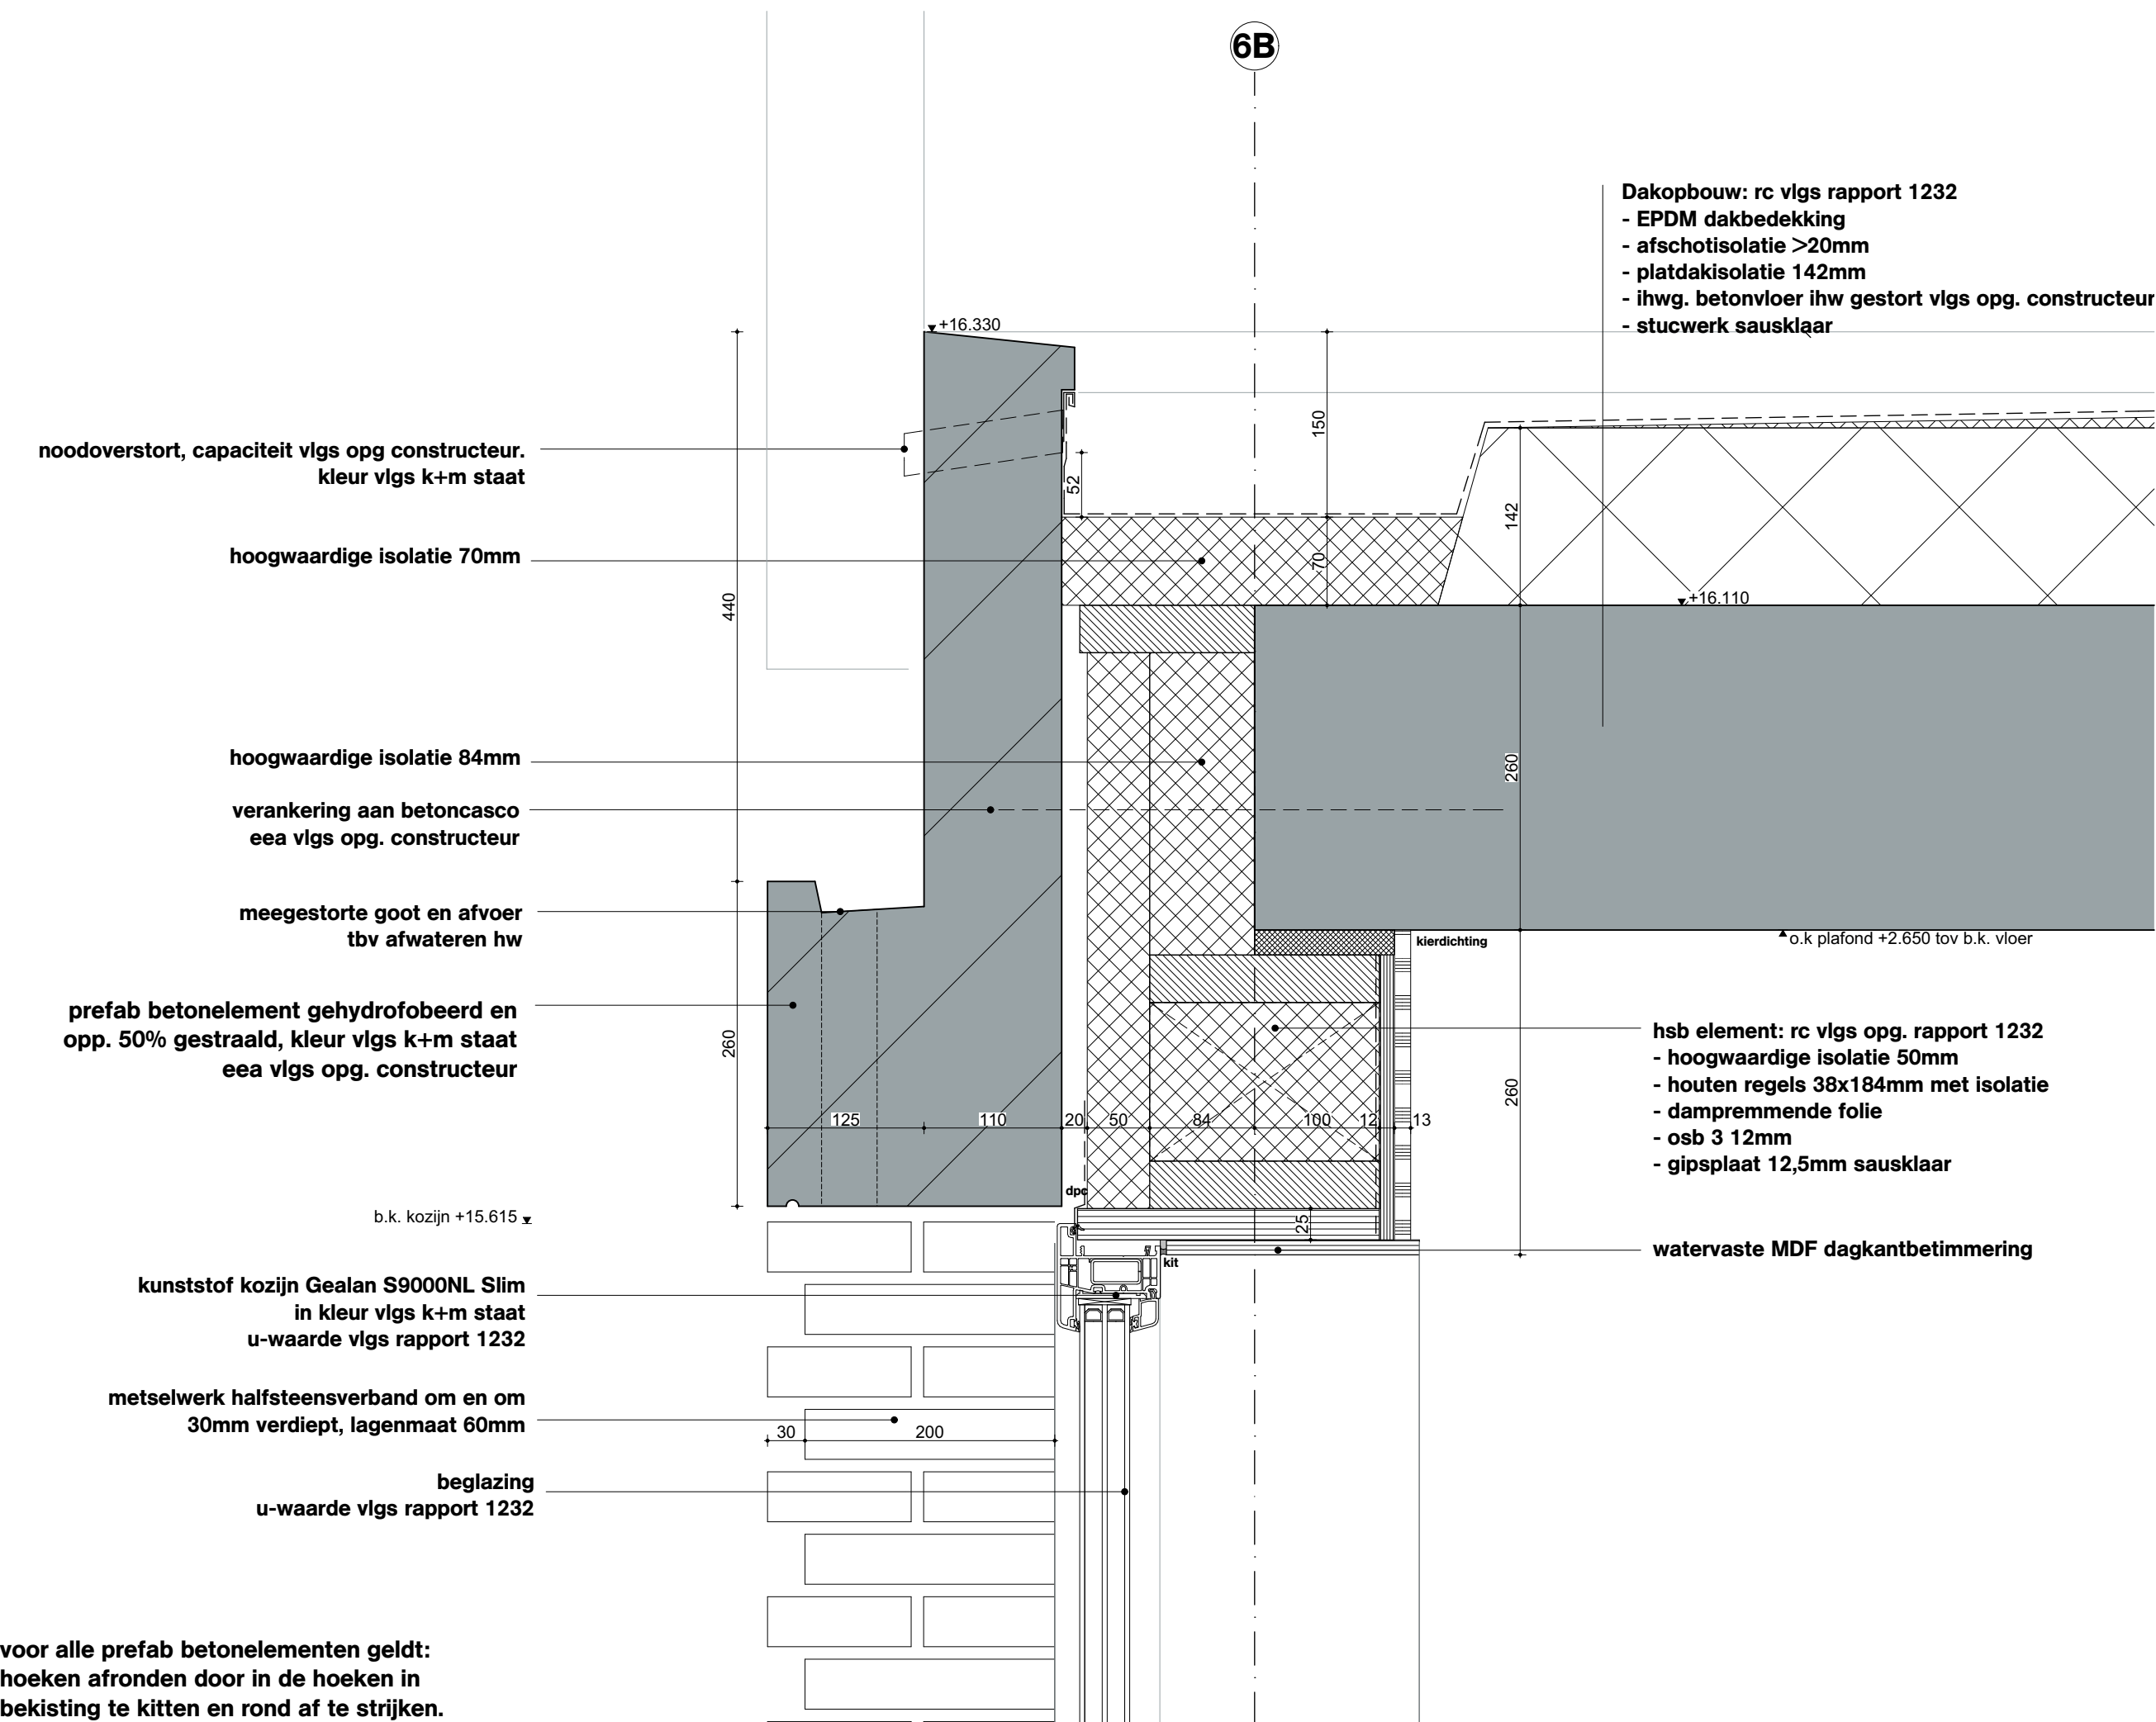 6B
Dakopbouw: rc vlgs rapport 1232
- EPDM dakbedekking
- afschotisolatie >20mm
- platdakisolatie 142mm
- ihwg. betonvloer ihw gestort vlgs opg. constructeur
- stucwerk sausklaar
+16.330
noodoverstort, capaciteit vlgs opg constructeur.
kleur vlgs k+m staat
150
52
142
hoogwaardige isolatie 70mm
70
+16.110
440
hoogwaardige isolatie 84mm
260
verankering aan betoncasco
eea vlgs opg. constructeur
meegestorte goot en afvoer
tbv afwateren hw
kierdichting
o.k plafond +2.650 tov b.k. vloer
prefab betonelement gehydrofobeerd en
opp. 50% gestraald, kleur vlgs k+m staat
eea vlgs opg. constructeur
260
260
hsb element: rc vlgs opg. rapport 1232
- hoogwaardige isolatie 50mm
- houten regels 38x184mm met isolatie
- dampremmende folie
- osb 3 12mm
- gipsplaat 12,5mm sausklaar
125 110 20 50 84 100 12 13
dpc
b.k. kozijn +15.615
25
watervaste MDF dagkantbetimmering
kit
kunststof kozijn Gealan S9000NL Slim
in kleur vlgs k+m staat
u-waarde vlgs rapport 1232
metselwerk halfsteensverband om en om
30mm verdiept, lagenmaat 60mm
30 200
beglazing
u-waarde vlgs rapport 1232
voor alle prefab betonelementen geldt:
hoeken afronden door in de hoeken in
bekisting te kitten en rond af te strijken.